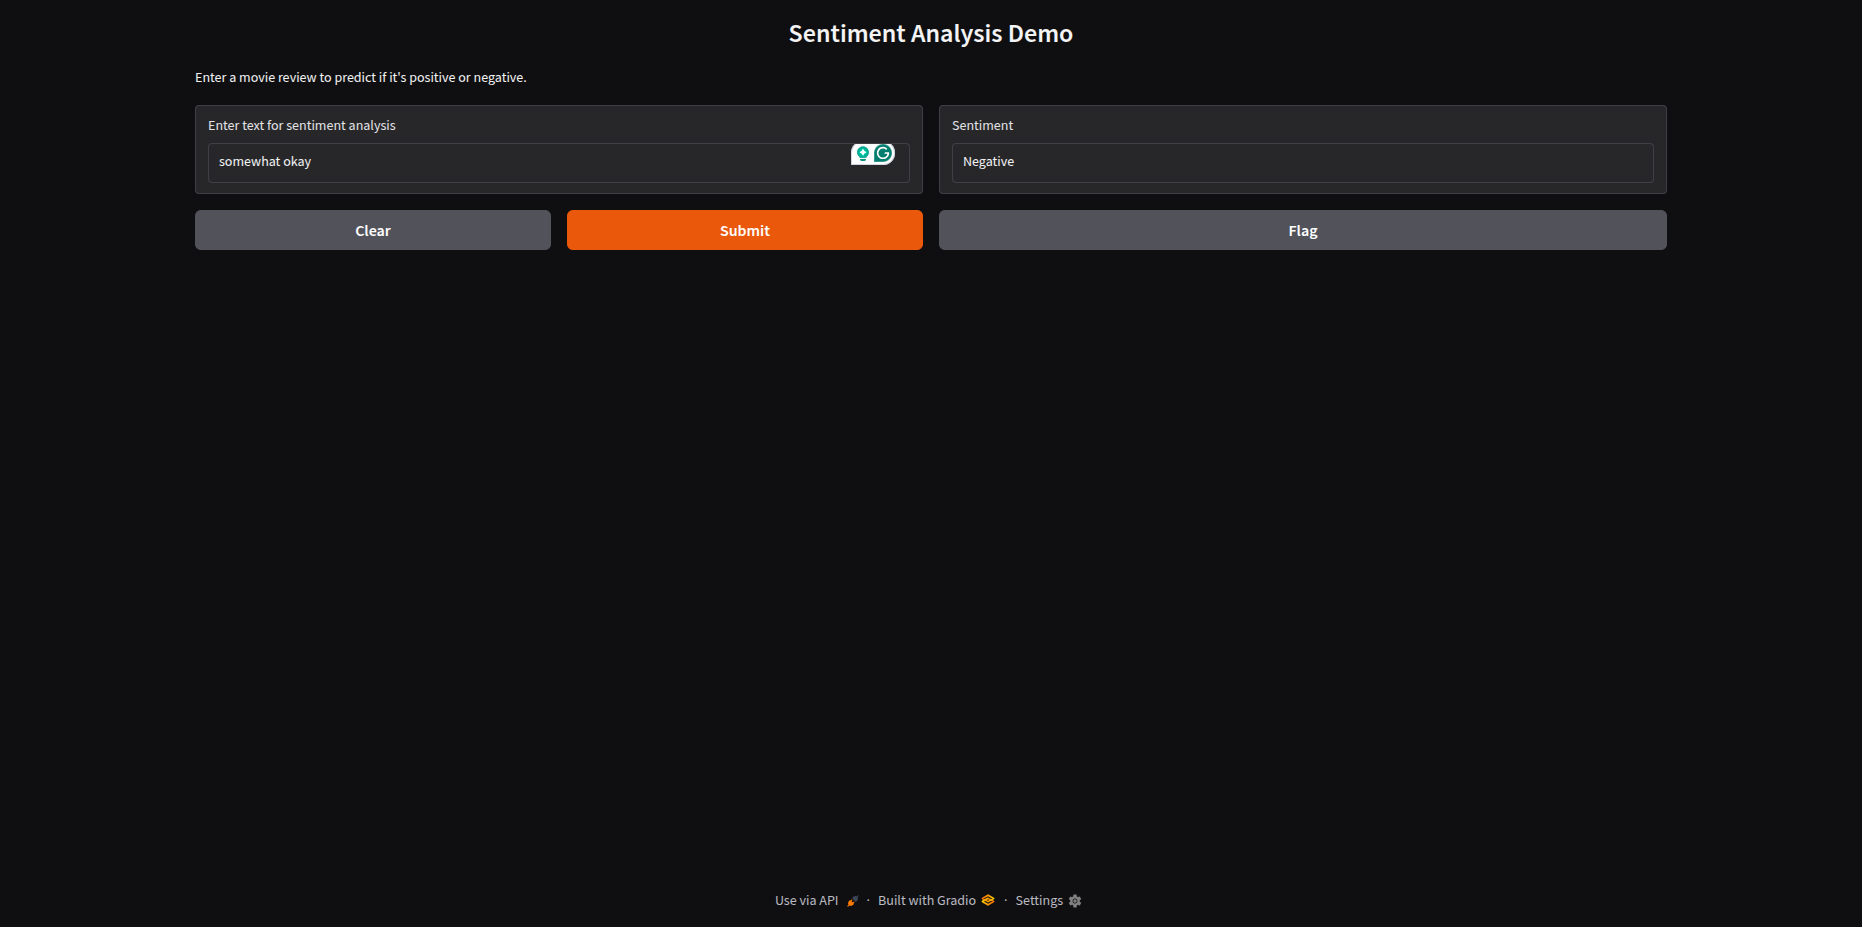 Sentiment Analysis Demo
Enter a movie review to predict if it's positive or negative.
Enter text for sentiment analysis
somewhat okay
Sentiment
Negative
Clear
Submit
Flag
Use via API · Built with Gradio · Settings